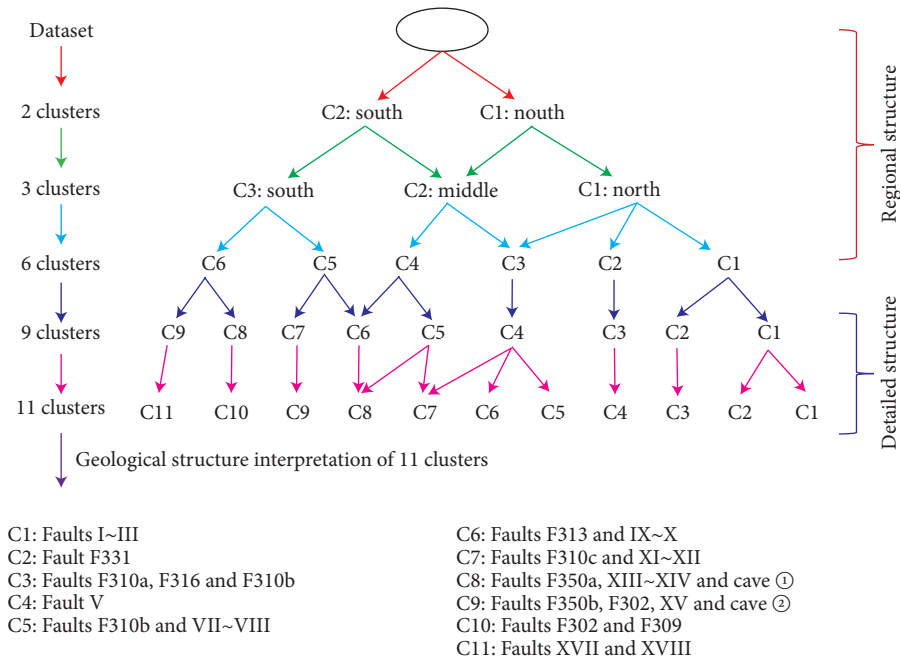 Dataset
2 clusters
C2: south
C1: nouth
3 clusters
C3: south
C2: middle
C1: north
6 clusters
C6
C5
C4
C3
C2
C1
9 clusters
C9
C8
C7
C6
C5
C4
C3
C2
C1
11 clusters
C11
C10
C9
C8
C7
C6
C5
C4
C3
C2
C1
Regional structure
Detailed structure
Geological structure interpretation of 11 clusters
C1: Faults I~III
C2: Fault F331
C3: Faults F310a, F316 and F310b
C4: Fault V
C5: Faults F310b and VII~VIII
C6: Faults F313 and IX~X
C7: Faults F310c and XI~XII
C8: Faults F350a, XIII~XIV and cave ①
C9: Faults F350b, F302, XV and cave ②
C10: Faults F302 and F309
C11: Faults XVII and XVIII